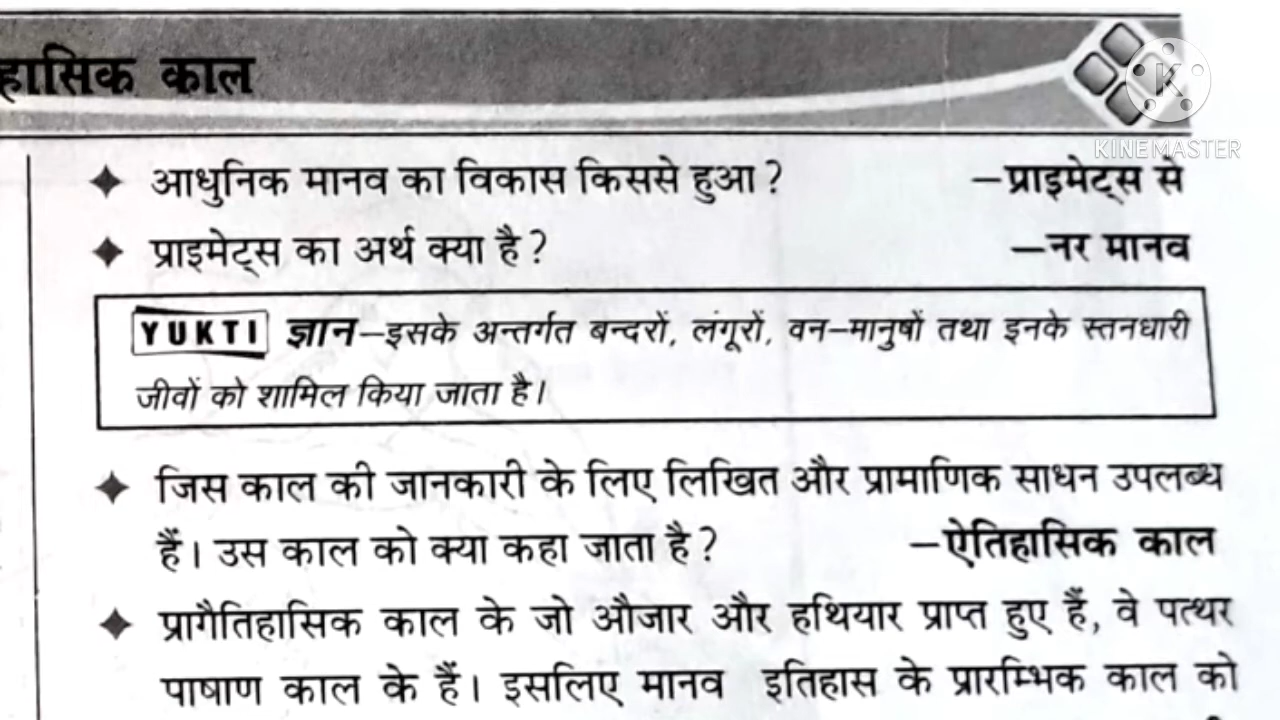 हासिक काल
KINEMASTER
✦ आधुनिक मानव का विकास किससे हुआ ? –प्राइमेट्स से
✦ प्राइमेट्स का अर्थ क्या है ? –नर मानव
YUKTI ज्ञान–इसके अन्तर्गत बन्दरों, लंगूरों, वन–मानुषों तथा इनके स्तनधारी
जीवों को शामिल किया जाता है।
✦ जिस काल की जानकारी के लिए लिखित और प्रामाणिक साधन उपलब्ध
हैं। उस काल को क्या कहा जाता है ? –ऐतिहासिक काल
✦ प्रागैतिहासिक काल के जो औजार और हथियार प्राप्त हुए हैं, वे पत्थर
पाषाण काल के हैं। इसलिए मानव इतिहास के प्रारम्भिक काल को